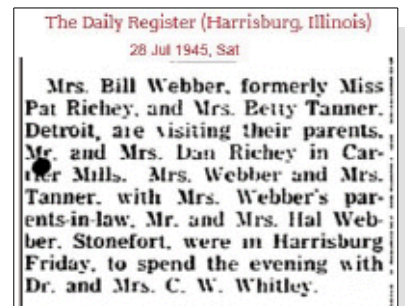 The Daily Register (Harrisburg, Illinois)
28 Jul 1945, Sat
Mrs. Bill Webber, formerly Miss
Pat Richey, and Mrs. Betty Tanner,
Detroit, are visiting their parents,
Mr. and Mrs. Dan Richey in Car-
rier Mills. Mrs. Webber and Mrs.
Tanner, with Mrs. Webber's par-
ents-in-law, Mr. and Mrs. Hal Web-
ber, Stonefort, were in Harrisburg
Friday, to spend the evening with
Dr. and Mrs. C. W. Whitley.